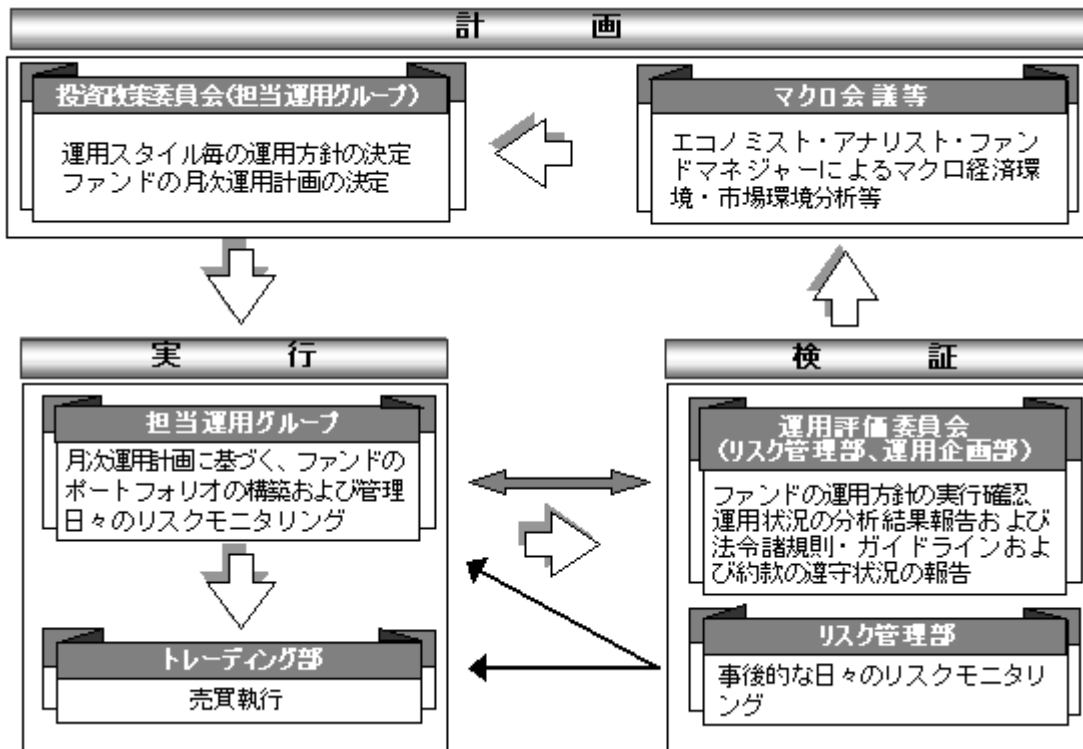 計　画
投資政策委員会(担当運用グループ)
運用スタイル毎の運用方針の決定
ファンドの月次運用計画の決定
マクロ会議等
エコノミスト・アナリスト・ファン
ドマネジャーによるマクロ経済環
境・市場環境分析等
実　行
担当運用グループ
月次運用計画に基づく、ファンドの
ポートフォリオの構築および管理
日々のリスクモニタリング
トレーディング部
売買執行
検　証
運用評価委員会
(リスク管理部、運用企画部)
ファンドの運用方針の実行確認
運用状況の分析結果報告および
法令諸規則・ガイドラインおよ
び約款の遵守状況の報告
リスク管理部
事後的な日々のリスクモニタリ
ング